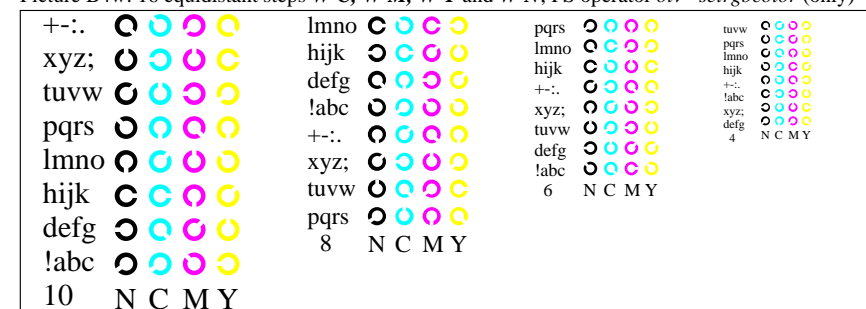 Picture B4w: 16 equidistant steps W-C, W-M, W-Y and W-N; PS operator olv* setrgbcolor (only)
+-:.
xyz;
tuvw
pqrs
lmno
hijk
defg
!abc
10 N C M Y
lmno
hijk
defg
!abc
+-:.
xyz;
tuvw
pqrs
8 N C M Y
pqrs
lmno
hijk
+-:.
xyz;
tuvw
defg
!abc
6 N C M Y
tuvw
pqrs
lmno
hijk
+-:.
!abc
xyz;
defg
4 N C M Y